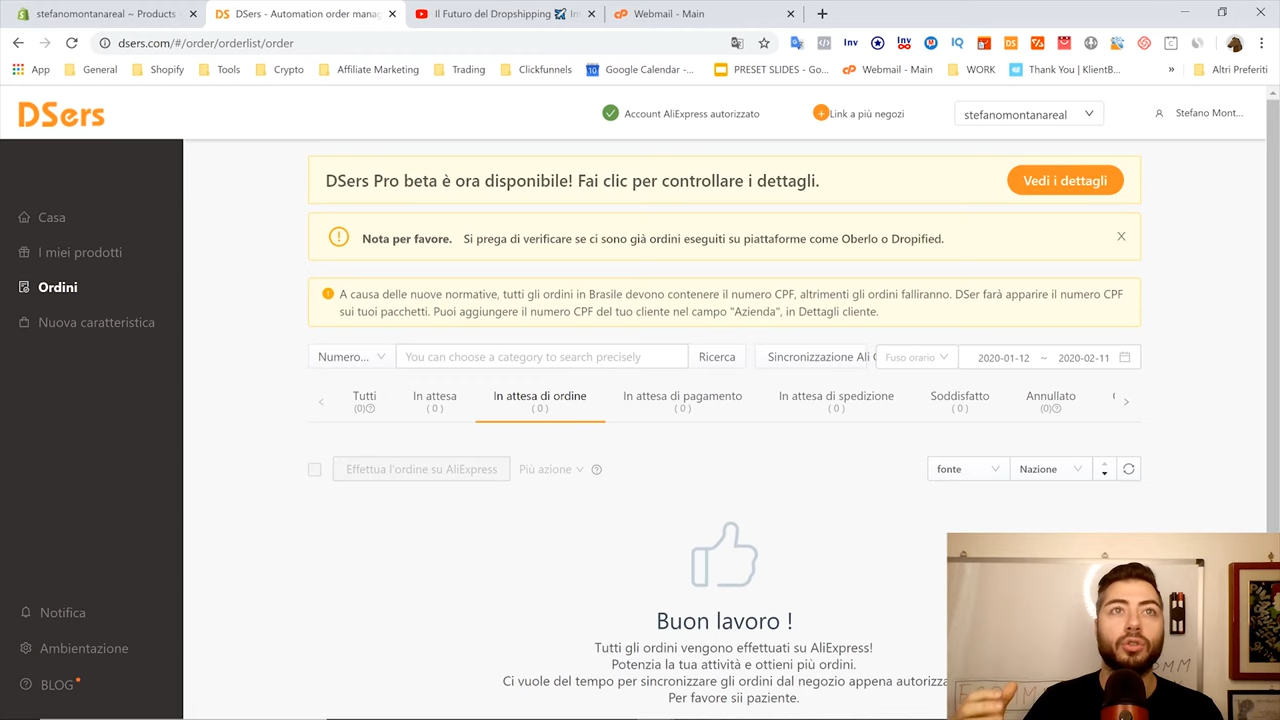 stefanomontanareal ~ Products
DSers - Automation order mana
Il Futuro del Dropshipping
Webmail - Main
dsers.com/#/order/orderlist/order
App
General
Shopify
Tools
Crypto
Affiliate Marketing
Trading
Clickfunnels
Google Calendar -...
PRESET SLIDES - Go...
Webmail - Main
WORK
Thank You | KlientB...
»
Altri Preferiti
DSers
Account AliExpress autorizzato
Link a più negozi
stefanomontanareal
Stefano Mont...
Casa
I miei prodotti
Ordini
Nuova caratteristica
Notifica
Ambientazione
BLOG
DSers Pro beta è ora disponibile! Fai clic per controllare i dettagli.
Vedi i dettagli
Nota per favore. Si prega di verificare se ci sono già ordini eseguiti su piattaforme come Oberlo o Dropified.
A causa delle nuove normative, tutti gli ordini in Brasile devono contenere il numero CPF, altrimenti gli ordini falliranno. DSer farà apparire il numero CPF
sui tuoi pacchetti. Puoi aggiungere il numero CPF del tuo cliente nel campo "Azienda", in Dettagli cliente.
Numero...
You can choose a category to search precisely
Ricerca
Sincronizzazione Ali
Fuso orario
2020-01-12 ~ 2020-02-11
Tutti
(0)
In attesa
( 0 )
In attesa di ordine
( 0 )
In attesa di pagamento
( 0 )
In attesa di spedizione
( 0 )
Soddisfatto
( 0 )
Annullato
(0)
Effettua l'ordine su AliExpress
Più azione
fonte
Nazione
Buon lavoro !
Tutti gli ordini vengono effettuati su AliExpress!
Potenzia la tua attività e ottieni più ordini.
Ci vuole del tempo per sincronizzare gli ordini dal negozio appena autorizza
Per favore sii paziente.